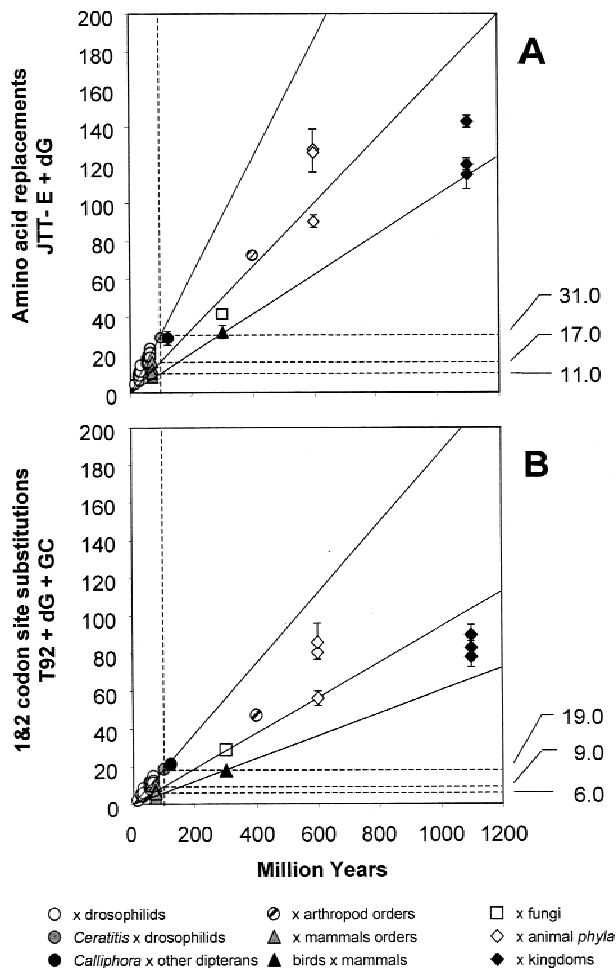 A
Amino acid replacements
JTT- E + dG
200
180
160
140
120
100
80
60
40
20
0
31.0
17.0
11.0
B
1&2 codon site substitutions
T92 + dG + GC
200
180
160
140
120
100
80
60
40
20
0
19.0
9.0
6.0
0 200 400 600 800 1000 1200
Million Years
x drosophilids
x arthropod orders
x fungi
Ceratitis x drosophilids
x mammals orders
x animal phyla
Calliphora x other dipterans
birds x mammals
x kingdoms